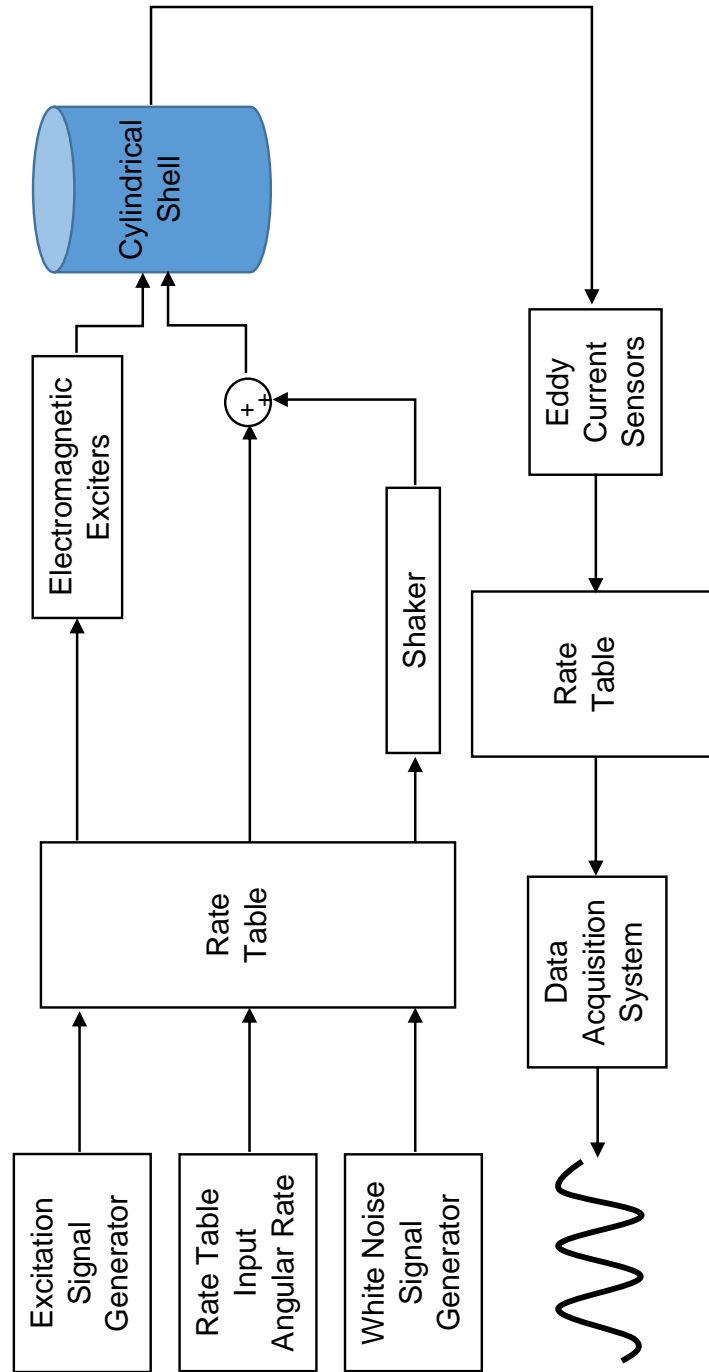 Excitation
Signal
Generator
Rate Table
Input
Angular Rate
White Noise
Signal
Generator
Rate
Table
Electromagnetic
Exciters
Shaker
+
+
Cylindrical
Shell
Eddy
Current
Sensors
Rate
Table
Data
Acquisition
System